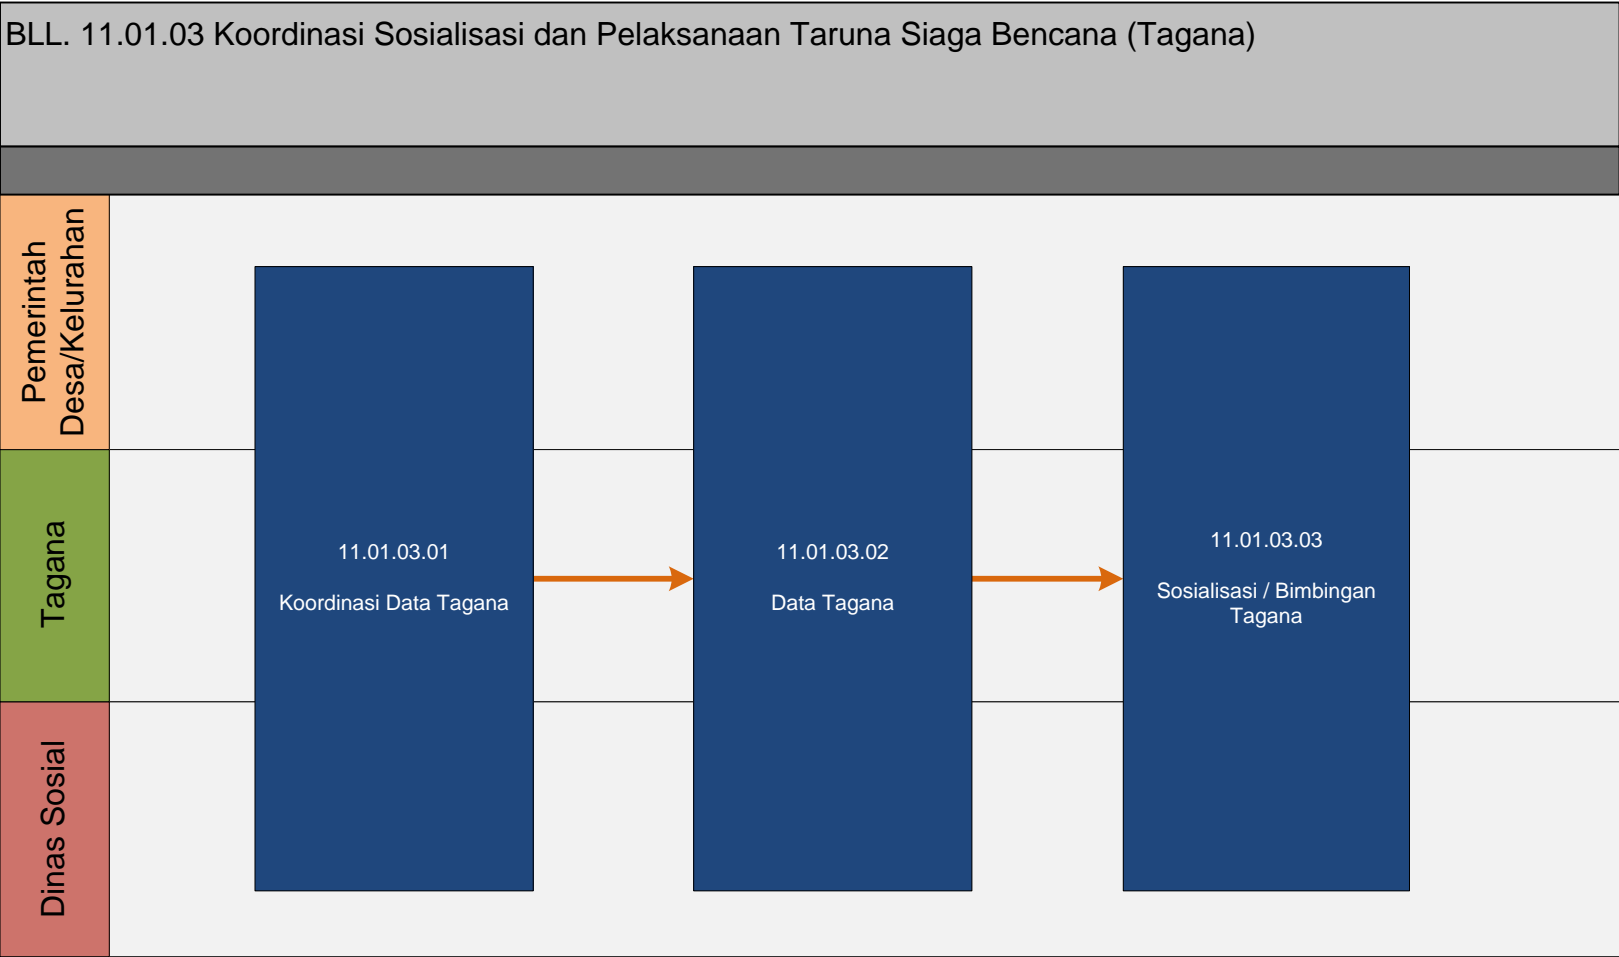 BLL. 11.01.03 Koordinasi Sosialisasi dan Pelaksanaan Taruna Siaga Bencana (Tagana)
Pemerintah
Desa/Kelurahan
Tagana
Dinas Sosial
11.01.03.01
Koordinasi Data Tagana
11.01.03.02
Data Tagana
11.01.03.03
Sosialisasi / Bimbingan
Tagana